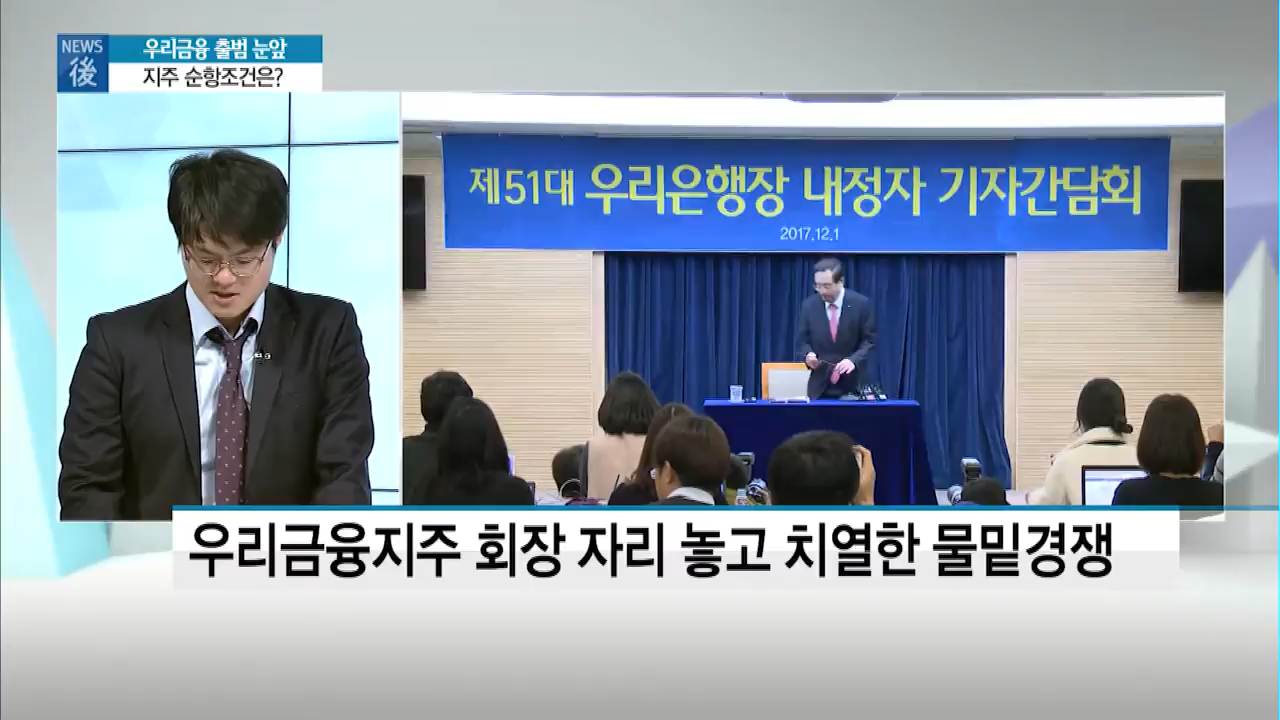 NEWS
後
우리금융 출범 눈앞
지주 순항조건은?
제51대 우리은행장 내정자 기자간담회
2017.12.1
우리금융지주 회장 자리 놓고 치열한 물밑경쟁